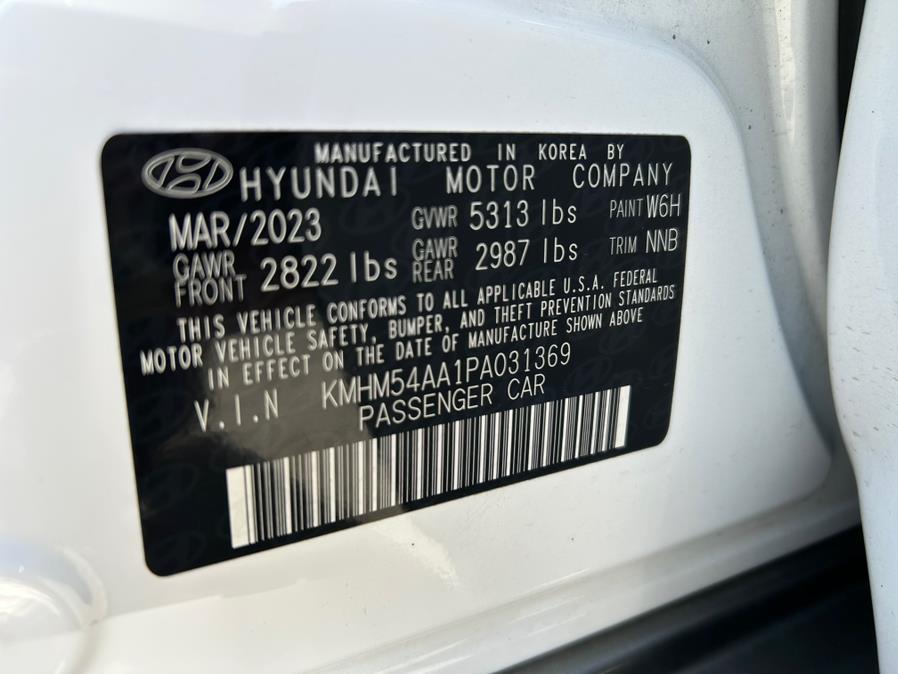 MANUFACTURED IN KOREA BY
HYUNDAI MOTOR COMPANY
MAR/2023 GVWR 5313 lbs PAINT W6H
GAWR FRONT 2822 lbs GAWR REAR 2987 lbs TRIM NNB
THIS VEHICLE CONFORMS TO ALL APPLICABLE U.S.A. FEDERAL
MOTOR VEHICLE SAFETY, BUMPER, AND THEFT PREVENTION STANDARDS
IN EFFECT ON THE DATE OF MANUFACTURE SHOWN ABOVE
V.I.N KMHM54AA1PA031369
PASSENGER CAR